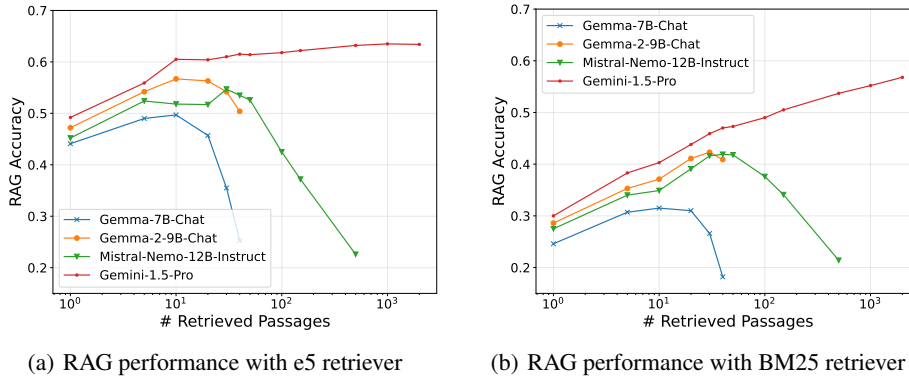 0.7
0.6
0.5
0.4
0.3
0.2
RAG Accuracy
Gemma-7B-Chat
Gemma-2-9B-Chat
Mistral-Nemo-12B-Instruct
Gemini-1.5-Pro
10⁰
10¹
10²
10³
# Retrieved Passages
(a) RAG performance with e5 retriever
0.7
0.6
0.5
0.4
0.3
0.2
RAG Accuracy
Gemma-7B-Chat
Gemma-2-9B-Chat
Mistral-Nemo-12B-Instruct
Gemini-1.5-Pro
10⁰
10¹
10²
10³
# Retrieved Passages
(b) RAG performance with BM25 retriever